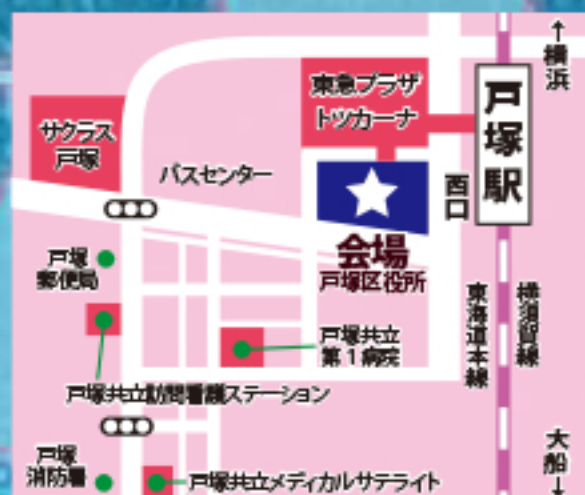 ↑横浜
東急プラザ
トツカーナ
戸塚駅
サクラス
戸塚
バスセンター
西口
会場
戸塚区役所
戸塚
郵便局
東海道本線
横須賀線
戸塚共立
第1病院
戸塚共立訪問看護ステーション
大船↓
戸塚
消防署
戸塚共立メディカルサテライト